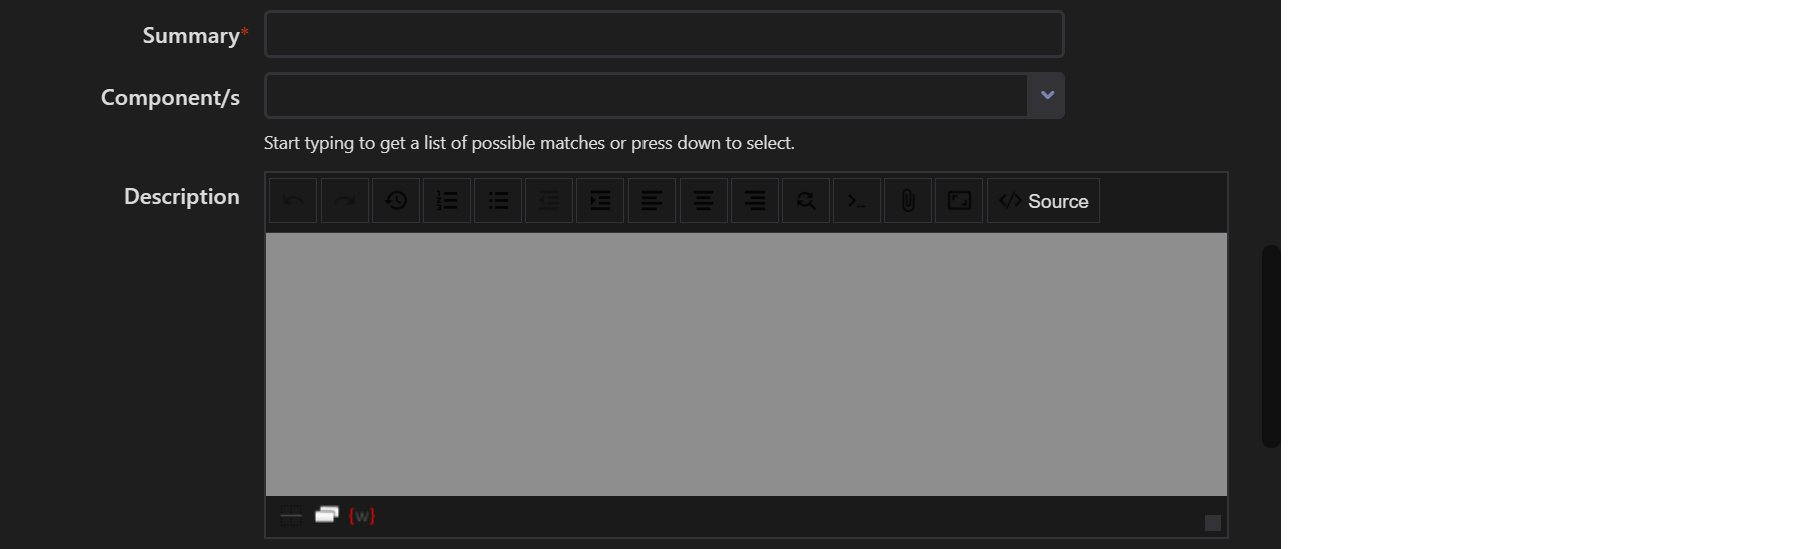 Summary*
Component/s
Start typing to get a list of possible matches or press down to select.
Description
Source
{w}